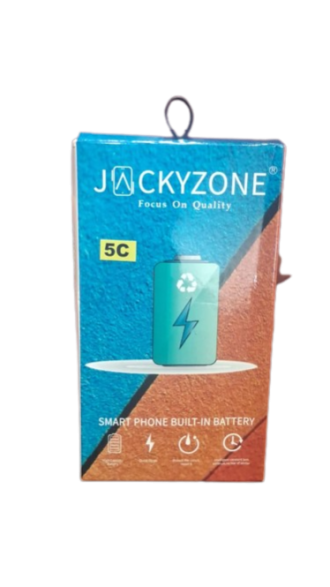 JACKYZONE®
Focus On Quality
5C
SMART PHONE BUILT-IN BATTERY